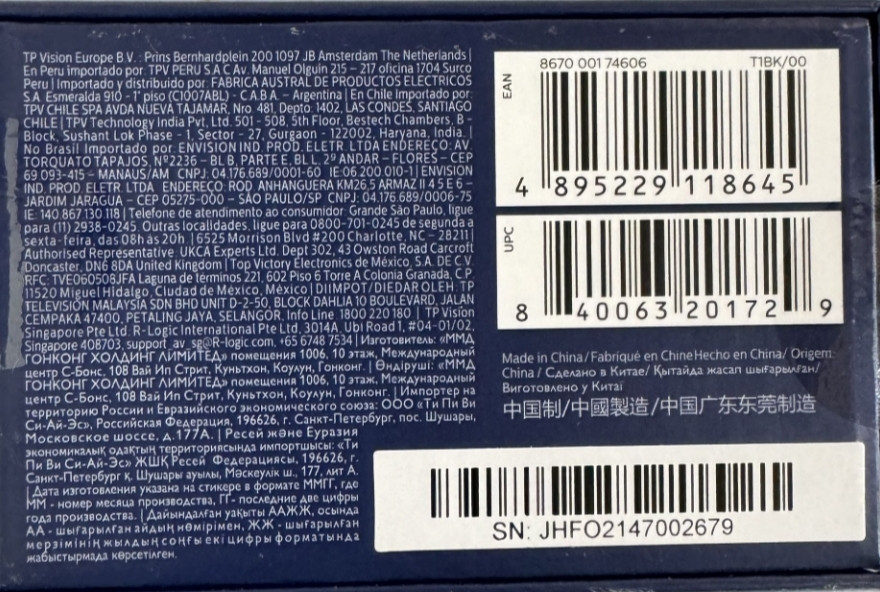 TP Vision Europe B.V. : Prins Bernhardplein 200 1097 JB Amsterdam The Netherlands |
En Peru importado por: TPV PERU S.A.C Av. Manuel Olguin 215 – 217 oficina 1704 Surco
Peru | Importado y distribuido por: FABRICA AUSTRAL DE PRODUCTOS ELECTRICOS
S.A. Esmeralda 910 - 1° piso (C1007ABL) - C.A.B.A – Argentina | En Chile Importado por:
TPV CHILE SPA AVDA NUEVA TAJAMAR, Nro. 481, Depto. 1402, LAS CONDES, SANTIAGO
CHILE | TPV Technology India Pvt, Ltd. 501 - 508, 5th Floor, Bestech Chambers, B -
Block, Sushant Lok Phase - 1, Sector - 27, Gurgaon - 122002, Haryana, India. |
No Brasil Importado por: ENVISION IND. PROD. ELETR. LTDA ENDEREÇO: AV.
TORQUATO TAPAJOS, Nº2236 – BL B, PARTE E, BL L, 2º ANDAR – FLORES – CEP
69 093-415 – MANAUS/AM CNPJ: 04.176.689/0001-60 IE:06 200 010-1 | ENVISION
IND. PROD. ELETR. LTDA. ENDEREÇO: ROD. ANHANGUERA KM26,5 ARMAZ II 4 5 E 6 –
JARDIM JARAGUA – CEP 05275-000 – SÃO PAULO/SP CNPJ: 04.176.689/0006-75
IE: 140 867 130 118 | Telefone de atendimento ao consumidor: Grande São Paulo, ligue
para (11) 2938-0245. Outras localidades, ligue para 0800-701-0245 de segunda a
sexta-feira, das 08h às 20h | 6525 Morrison Blvd #200 Charlotte, NC – 28211 |
Authorised Representative: UKCA Experts Ltd. Dept 302, 43 Owston Road Carcroft
Doncaster, DN6 8DA United Kingdom | Top Victory Electronics de México, S.A. DE C.V.
RFC: TVE060508JFA Laguna de terminos 221, 602 Piso 6 Torre A Colonia Granada, C.P.
11520 Miguel Hidalgo, Ciudad de México, México | DIIMPOT/DIEDAR OLEH: TP
TELEVISION MALAYSIA SDN BHD UNIT D-2-50, BLOCK DAHLIA 10 BOULEVARD, JALAN
CEMPAKA 47400, PETALING JAYA, SELANGOR, Info Line: 1800 220 180 | TP Vision
Singapore Pte Ltd. R-Logic International Pte Ltd, 3014A, Ubi Road 1, #04-01/02,
Singapore 408703, support_av_sg@R-logic.com, +65 6748 7534 | Изготовитель: «ММД
ГОНКОНГ ХОЛДИНГ ЛИМИТЕД» помещения 1006, 10 этаж, Международный
центр С-Бонс, 108 Вай Ип Стрит, Куньтхон, Коулун, Гонконг. | Өндіруші: «ММД
ГОНКОНГ ХОЛДИНГ ЛИМИТЕД» помещения 1006, 10 этаж, Международный
центр С-Бонс, 108 Вай Ип Стрит, Куньтхон, Коулун, Гонконг. | Импортер на
территорию России и Евразийского экономического союза: ООО «Ти Пи Ви
Си-Ай-Эс», Российская Федерация, 196626, г. Санкт-Петербург, пос. Шушары,
Московское шоссе, д.177А. | Ресей және Еуразия
экономикалық одақтың территориясында импортшысы: «Ти
Пи Ви Си-Ай-Эс» ЖШҚ Ресей Федерациясы, 196626, г.
Санкт-Петербург қ. Шушары ауылы, Мәскеулік ш., 177, лит А.
| Дата изготовления указана на стикере в формате ММГГ, где
ММ - номер месяца производства, ГГ- последние две цифры
года производства. | Дайындалған уақыты ААЖЖ, осында
АА - шығарылған айдың нөмірімен, ЖЖ - шығарылған
мерзімінің жылдың соңғы екі цифры форматында
жабыстырмада көрсетілген.
EAN
8670 001 74606 T1BK/00
4 895229 118645
UPC
8 40063 20172 9
Made in China/Fabriqué en Chine Hecho en China/ Origem:
China / Сделано в Китае/ Қытайда жасап шығарылған/
Виготовлено у Китаї
中国制/中國製造/中国广东东莞制造
SN: JHFO2147002679